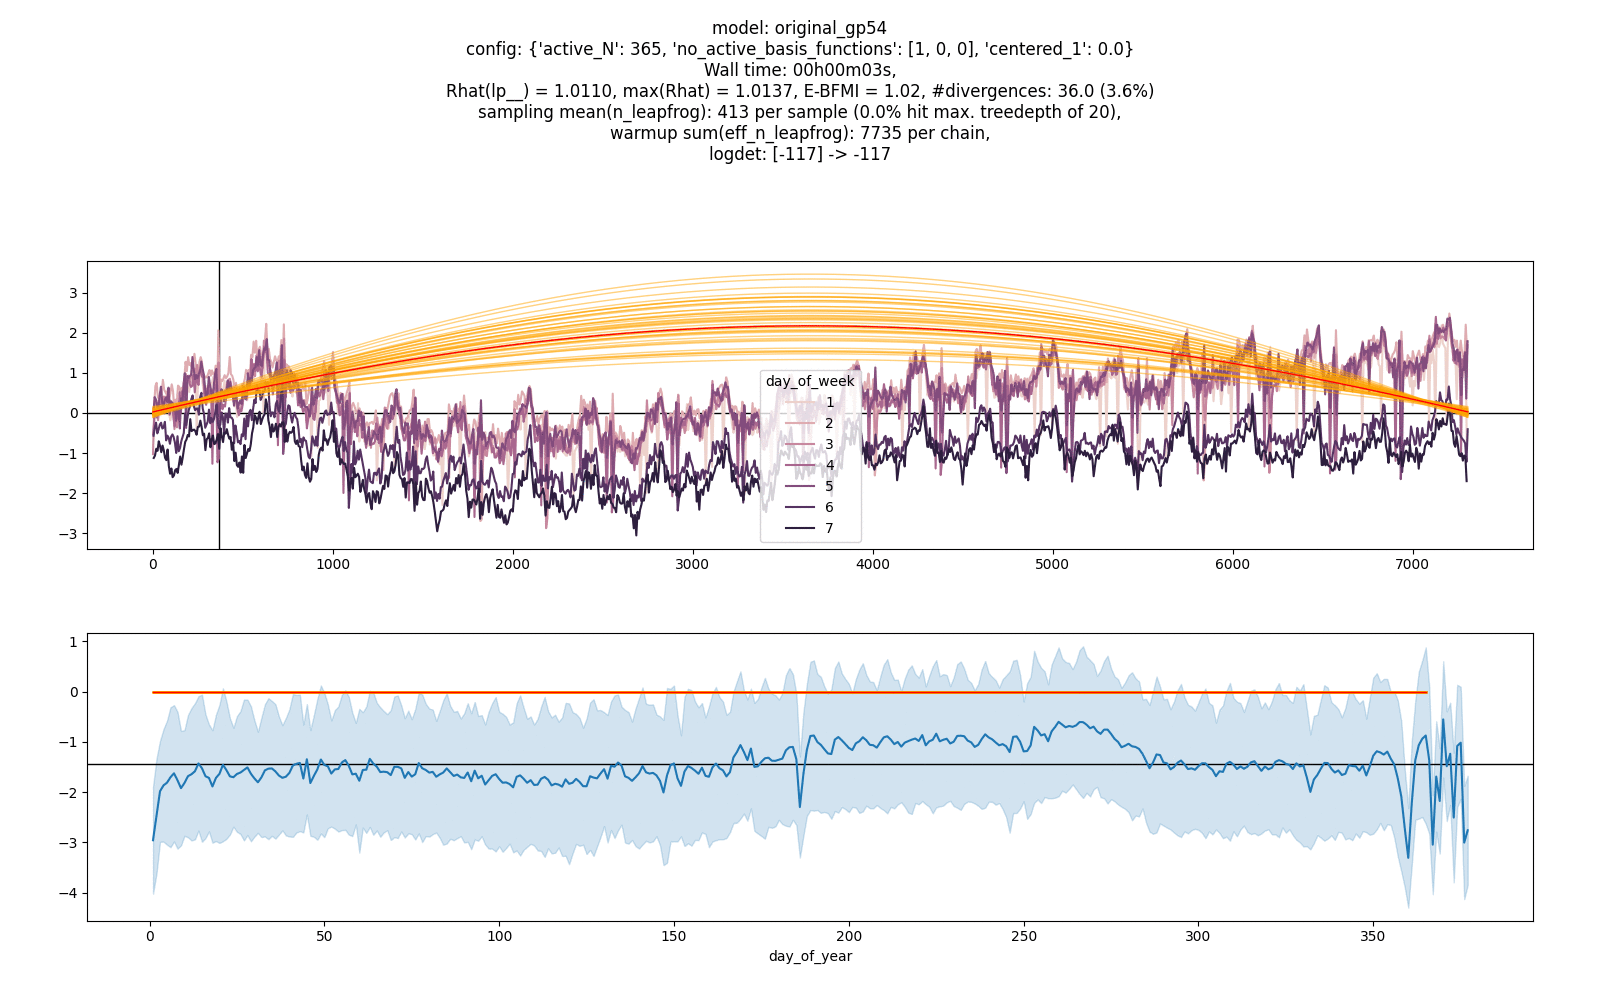 model: original_gp54
config: {'active_N': 365, 'no_active_basis_functions': [1, 0, 0], 'centered_1': 0.0}
Wall time: 00h00m03s,
Rhat(lp__) = 1.0110, max(Rhat) = 1.0137, E-BFMI = 1.02, #divergences: 36.0 (3.6%)
sampling mean(n_leapfrog): 413 per sample (0.0% hit max. treedepth of 20),
warmup sum(eff_n_leapfrog): 7735 per chain,
logdet: [-117] -> -117
3
2
1
0
−1
−2
−3
day_of_week
1
2
3
4
5
6
7
0 1000 2000 3000 4000 5000 6000 7000
1
0
−1
−2
−3
−4
0 50 100 150 200 250 300 350
day_of_year